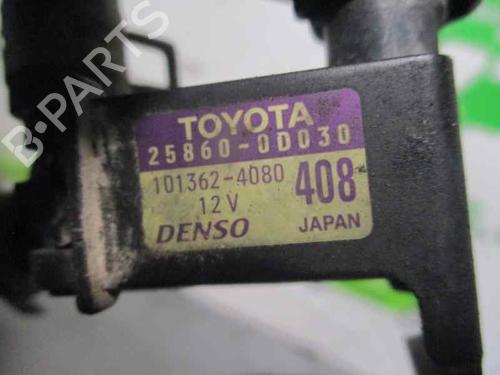 B-PARTS
TOYOTA
25860-0D030
101362-4080 408
12V
DENSO JAPAN